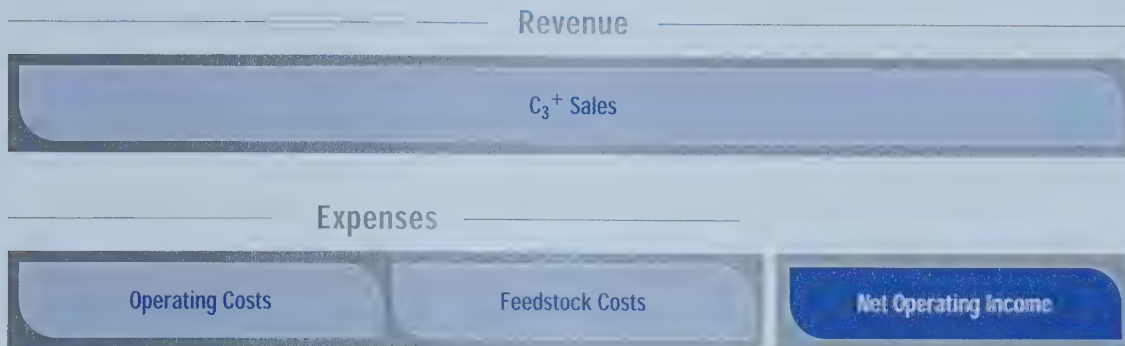 Revenue
C₃⁺ Sales
Expenses
Operating Costs
Feedstock Costs
Net Operating Income